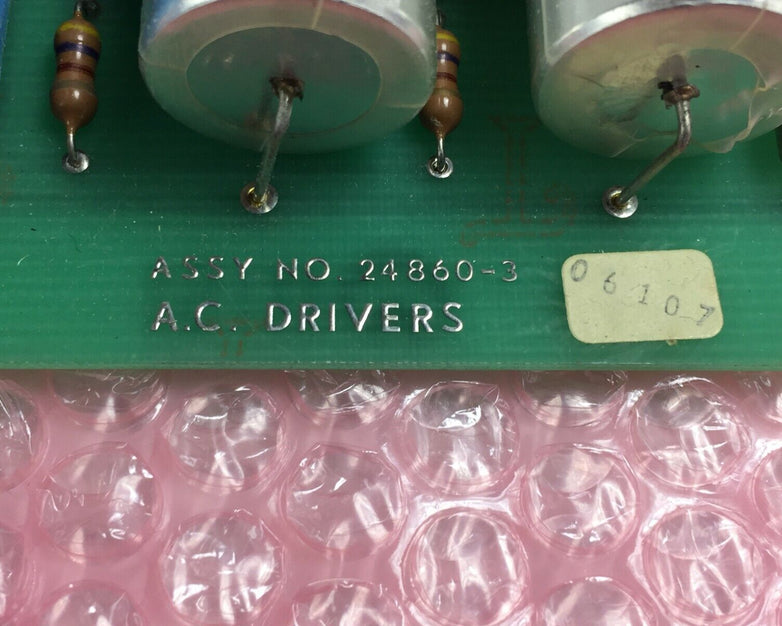 ASSY NO. 24860-3
A.C. DRIVERS
06107